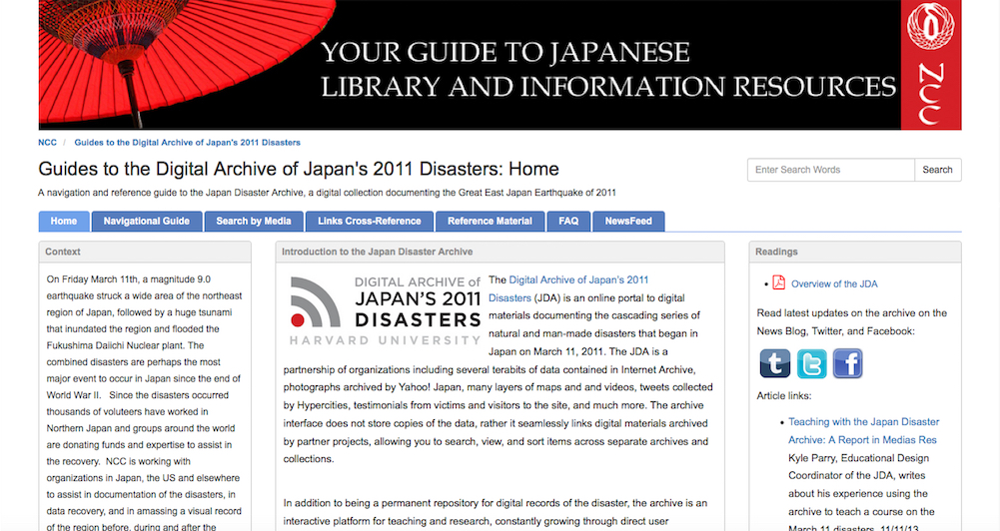 YOUR GUIDE TO JAPANESE
LIBRARY AND INFORMATION RESOURCES
NCC
NCC / Guides to the Digital Archive of Japan's 2011 Disasters
Guides to the Digital Archive of Japan's 2011 Disasters: Home
Enter Search Words
Search
A navigation and reference guide to the Japan Disaster Archive, a digital collection documenting the Great East Japan Earthquake of 2011
Home
Navigational Guide
Search by Media
Links Cross-Reference
Reference Material
FAQ
NewsFeed
Context
On Friday March 11th, a magnitude 9.0
earthquake struck a wide area of the northeast
region of Japan, followed by a huge tsunami
that inundated the region and flooded the
Fukushima Daiichi Nuclear plant. The
combined disasters are perhaps the most
major event to occur in Japan since the end of
World War II. Since the disasters occurred
thousands of voluteers have worked in
Northern Japan and groups around the world
are donating funds and expertise to assist in
the recovery. NCC is working with
organizations in Japan, the US and elsewhere
to assist in documentation of the disasters, in
data recovery, and in amassing a visual record
of the region before, during and after the
Introduction to the Japan Disaster Archive
DIGITAL ARCHIVE of
JAPAN'S 2011
DISASTERS
HARVARD UNIVERSITY
The Digital Archive of Japan's 2011
Disasters (JDA) is an online portal to digital
materials documenting the cascading series of
natural and man-made disasters that began in
Japan on March 11, 2011. The JDA is a
partnership of organizations including several terabits of data contained in Internet Archive,
photographs archived by Yahoo! Japan, many layers of maps and and videos, tweets collected
by Hypercities, testimonials from victims and visitors to the site, and much more. The archive
interface does not store copies of the data, rather it seamlessly links digital materials archived
by partner projects, allowing you to search, view, and sort items across separate archives and
collections.
In addition to being a permanent repository for digital records of the disaster, the archive is an
interactive platform for teaching and research, constantly growing through direct user
Readings
Overview of the JDA
Read latest updates on the archive on the
News Blog, Twitter, and Facebook:
t
t
f
Article links:
Teaching with the Japan Disaster
Archive: A Report in Medias Res
Kyle Parry, Educational Design
Coordinator of the JDA, writes
about his experience using the
archive to teach a course on the
March 11 disasters. 11/11/13